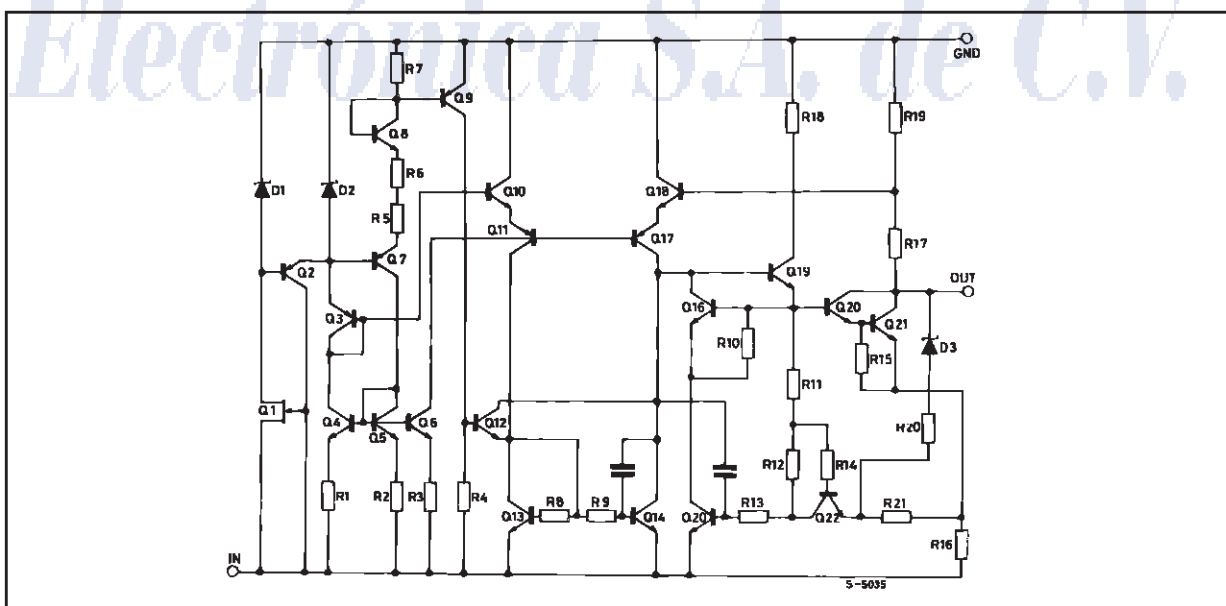 Electrónica S.A. de C.V.
GND
R7
Q9
Q8
R18
R19
R6
D1
D2
Q10
Q18
R5
Q11
Q17
R17
Q2
Q7
Q19
OUT
Q3
Q16
Q20
Q21
R10
R15
D3
R11
Q1
Q4
Q5
Q6
Q12
R20
R12
R14
R1
R2
R3
R4
Q13
R8
R9
Q14
Q20
R13
Q22
R21
R16
IN
S-5035